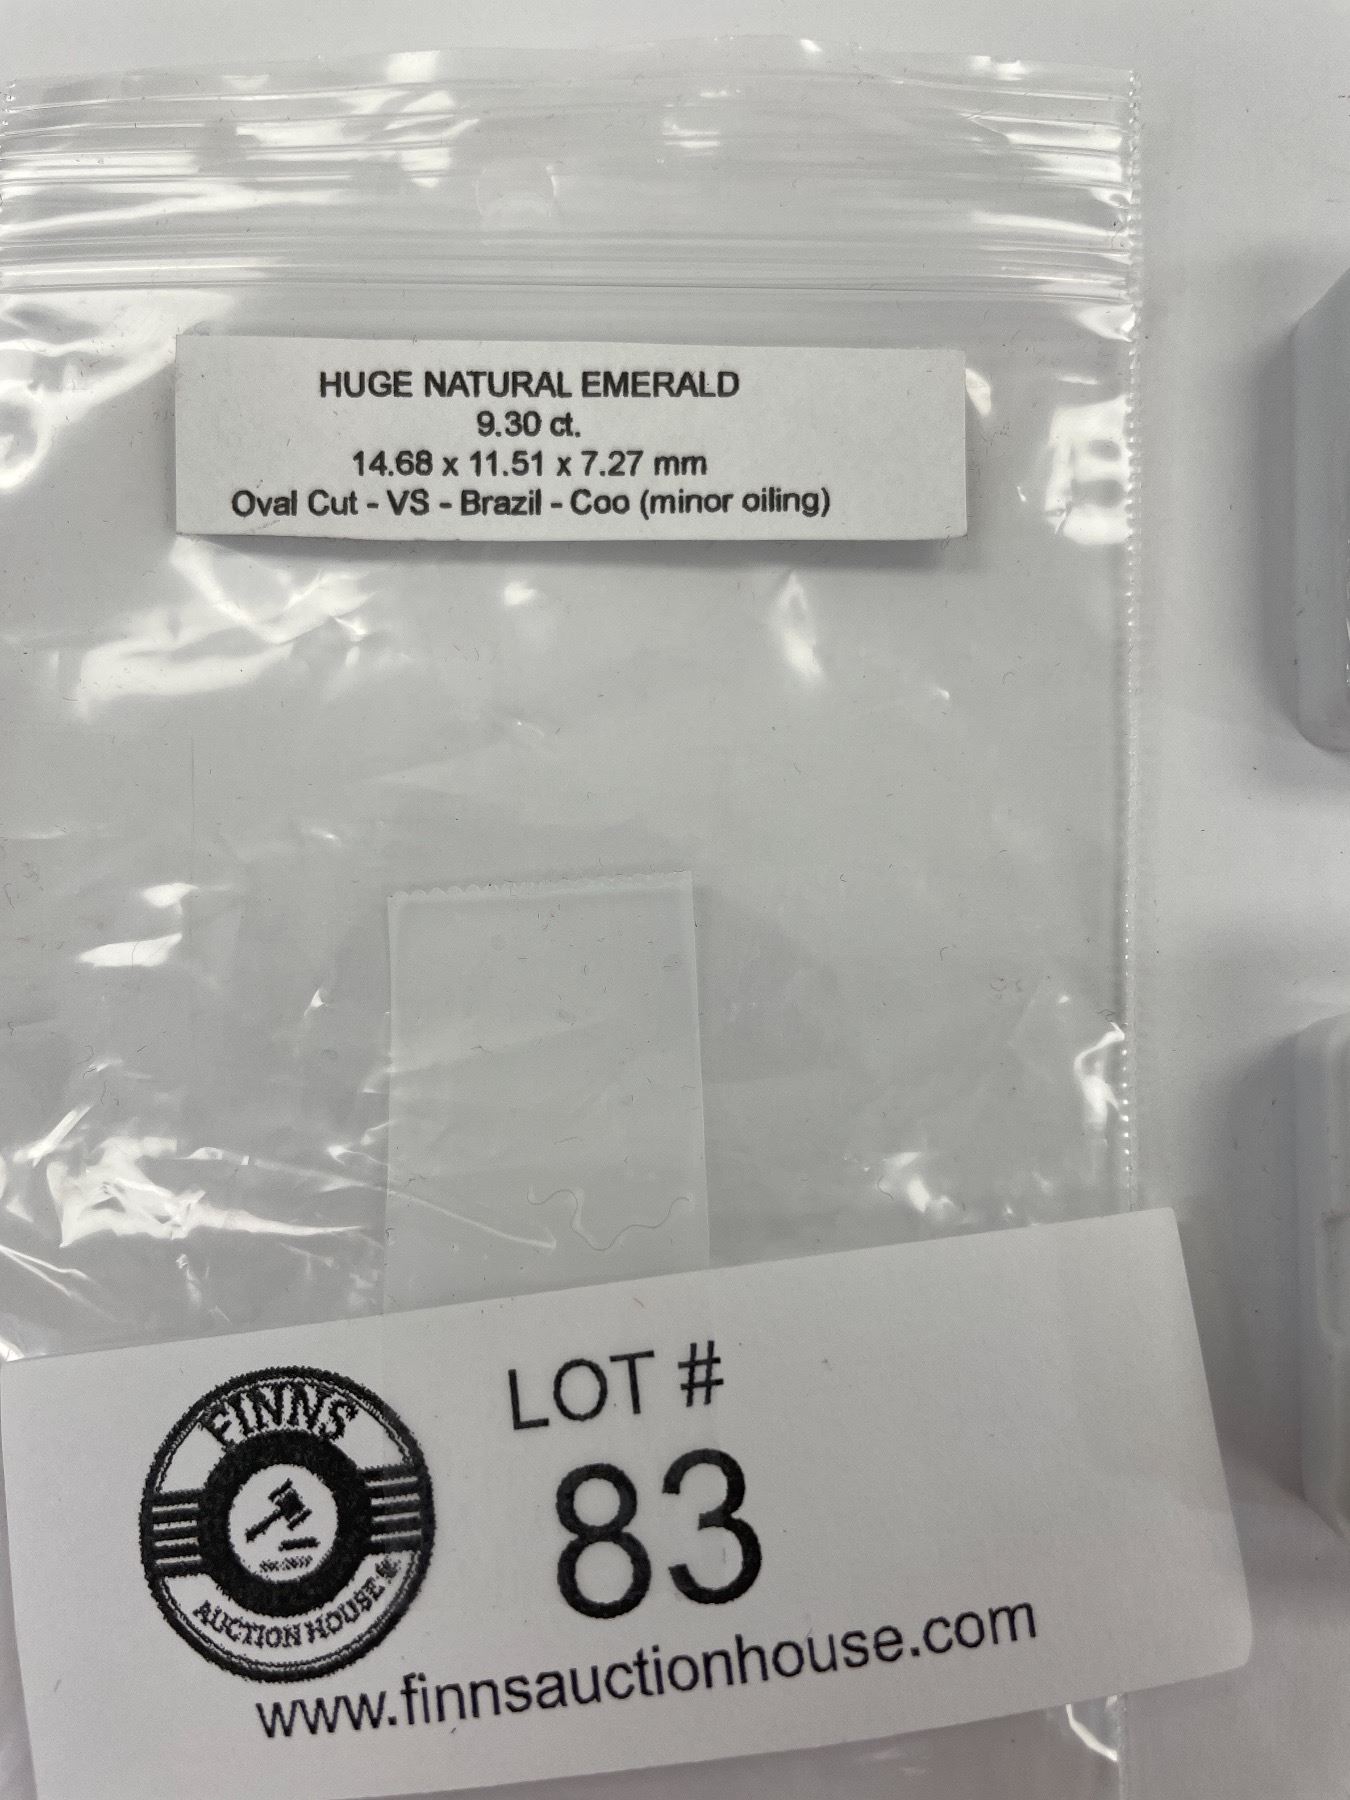 HUGE NATURAL EMERALD
9.30 ct.
14.68 x 11.51 x 7.27 mm
Oval Cut - VS - Brazil - Coo (minor oiling)
LOT #
83
FINNS
AUCTION HOUSE
www.finnsauctionhouse.com